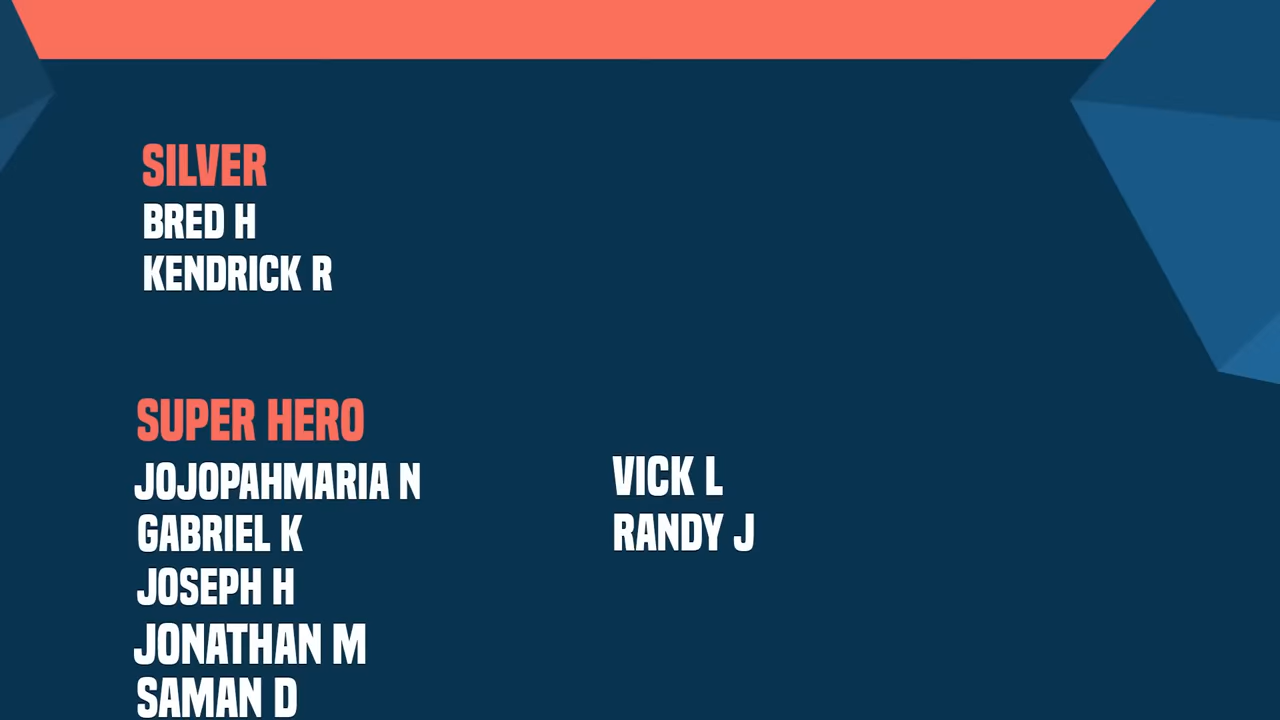 SILVER
BRED H
KENDRICK R
SUPER HERO
JOJOPAHMARIA N
GABRIEL K
JOSEPH H
JONATHAN M
SAMAN D
VICK L
RANDY J